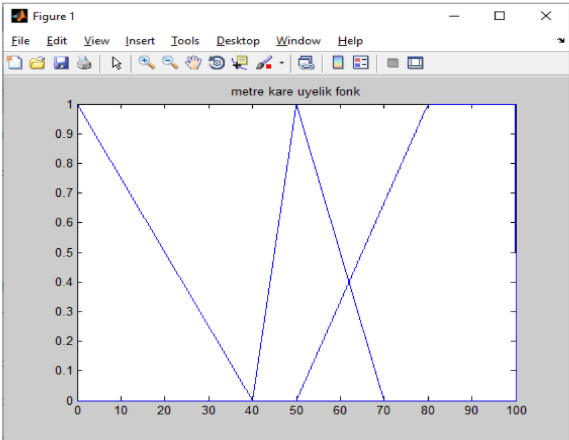 Figure 1
File Edit View Insert Tools Desktop Window Help
metre kare uyelik fonk
1
0.9
0.8
0.7
0.6
0.5
0.4
0.3
0.2
0.1
0
0 10 20 30 40 50 60 70 80 90 100